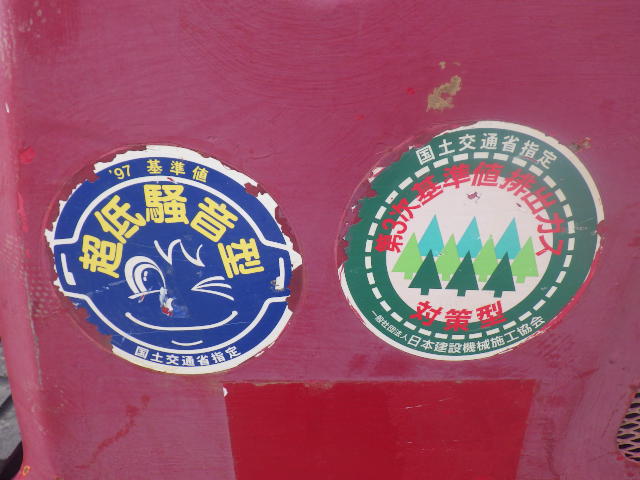 '97 基準値
超低騒音型
国土交通省指定
国土交通省指定
第3次基準値排出ガス
対策型
一般社団法人日本建設機械施工協会